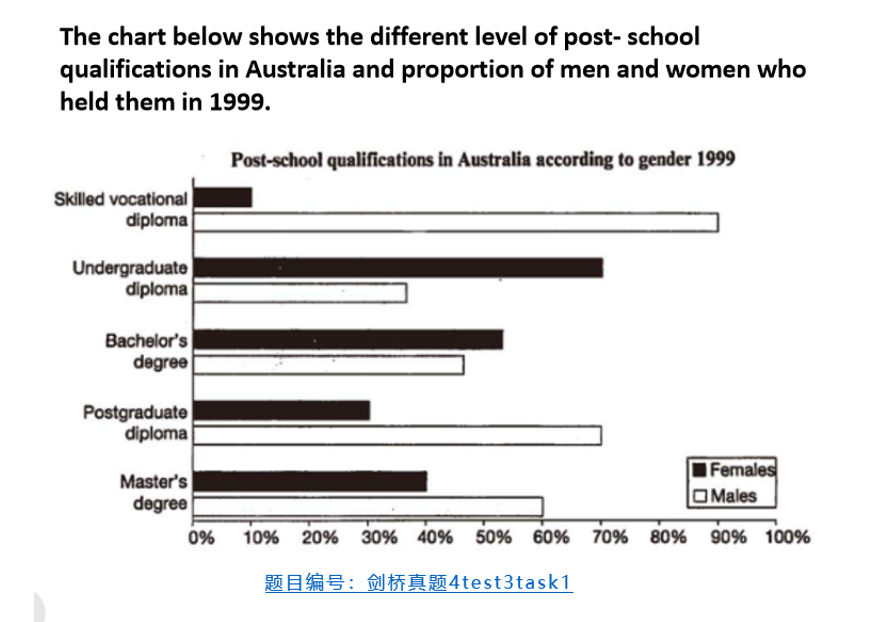 The chart below shows the different level of post- school
qualifications in Australia and proportion of men and women who
held them in 1999.
Post-school qualifications in Australia according to gender 1999
Skilled vocational
diploma
Undergraduate
diploma
Bachelor's
degree
Postgraduate
diploma
Master's
degree
Females
Males
0% 10% 20% 30% 40% 50% 60% 70% 80% 90% 100%
题目编号：剑桥真题4test3task1